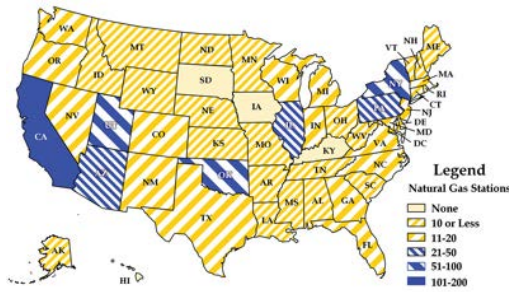 WA
OR
CA
NV
ID
MT
WY
UT
AZ
CO
NM
ND
SD
NE
KS
OK
TX
MN
IA
MO
AR
LA
WI
IL
MI
IN
OH
KY
TN
MS
AL
GA
FL
SC
NC
VA
WV
PA
NY
VT
NH
ME
MA
RI
CT
NJ
DE
MD
DC
AK
HI
Legend
Natural Gas Stations
None
10 or Less
11-20
21-50
51-100
101-200